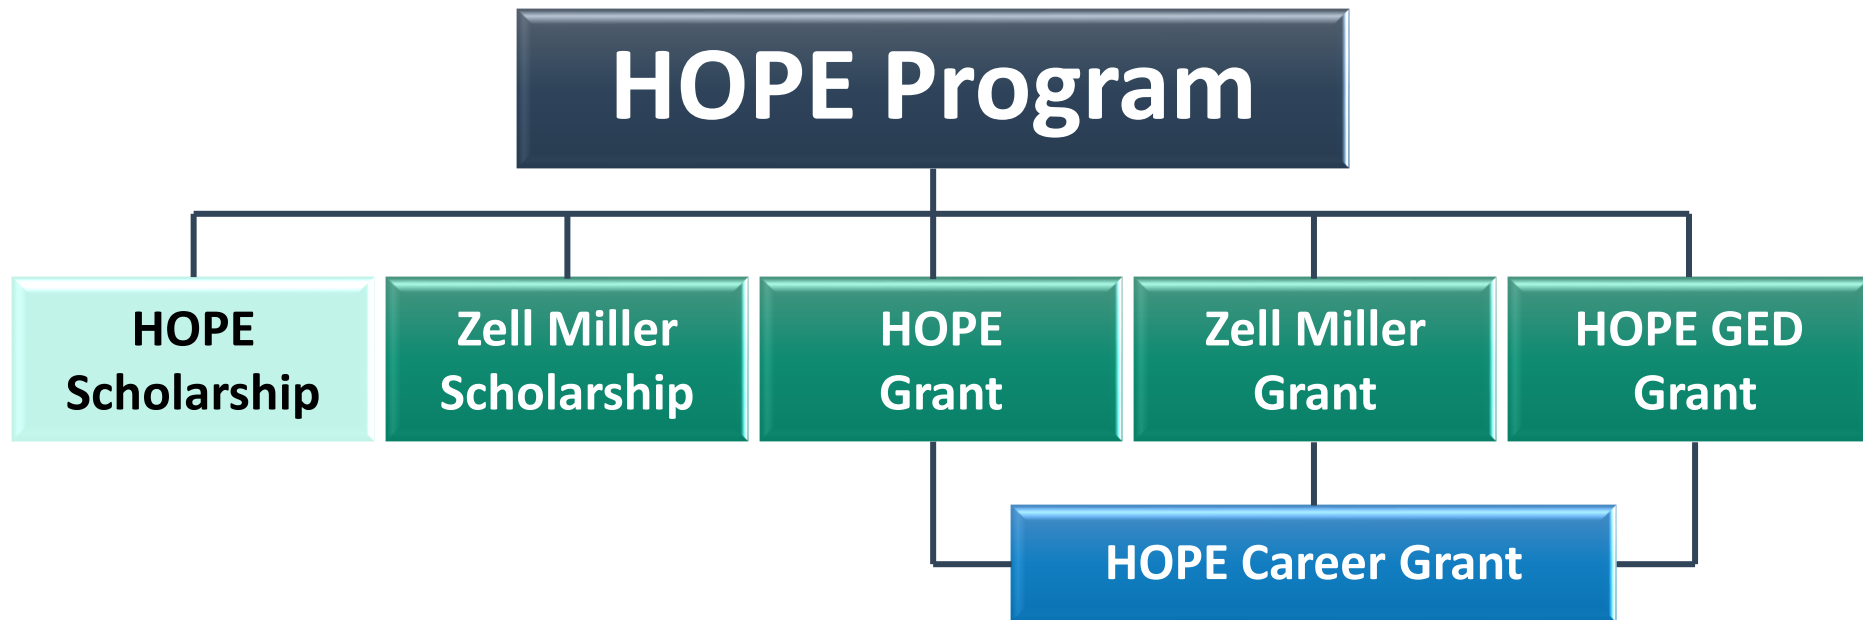 HOPE Program
HOPE
Scholarship
Zell Miller
Scholarship
HOPE
Grant
Zell Miller
Grant
HOPE GED
Grant
HOPE Career Grant